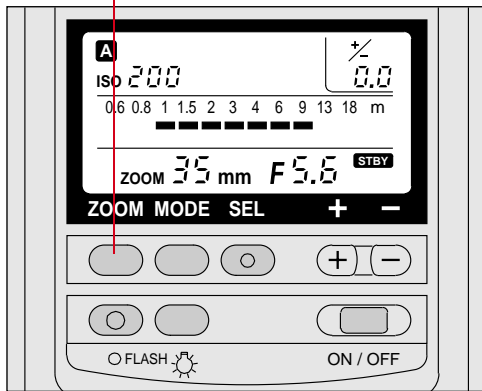 A
+/-
ISO 200 0.0
0.6 0.8 1 1.5 2 3 4 6 9 13 18 m
ZOOM 35 mm F 5.6 STBY
ZOOM MODE SEL + −
+ −
FLASH ON / OFF